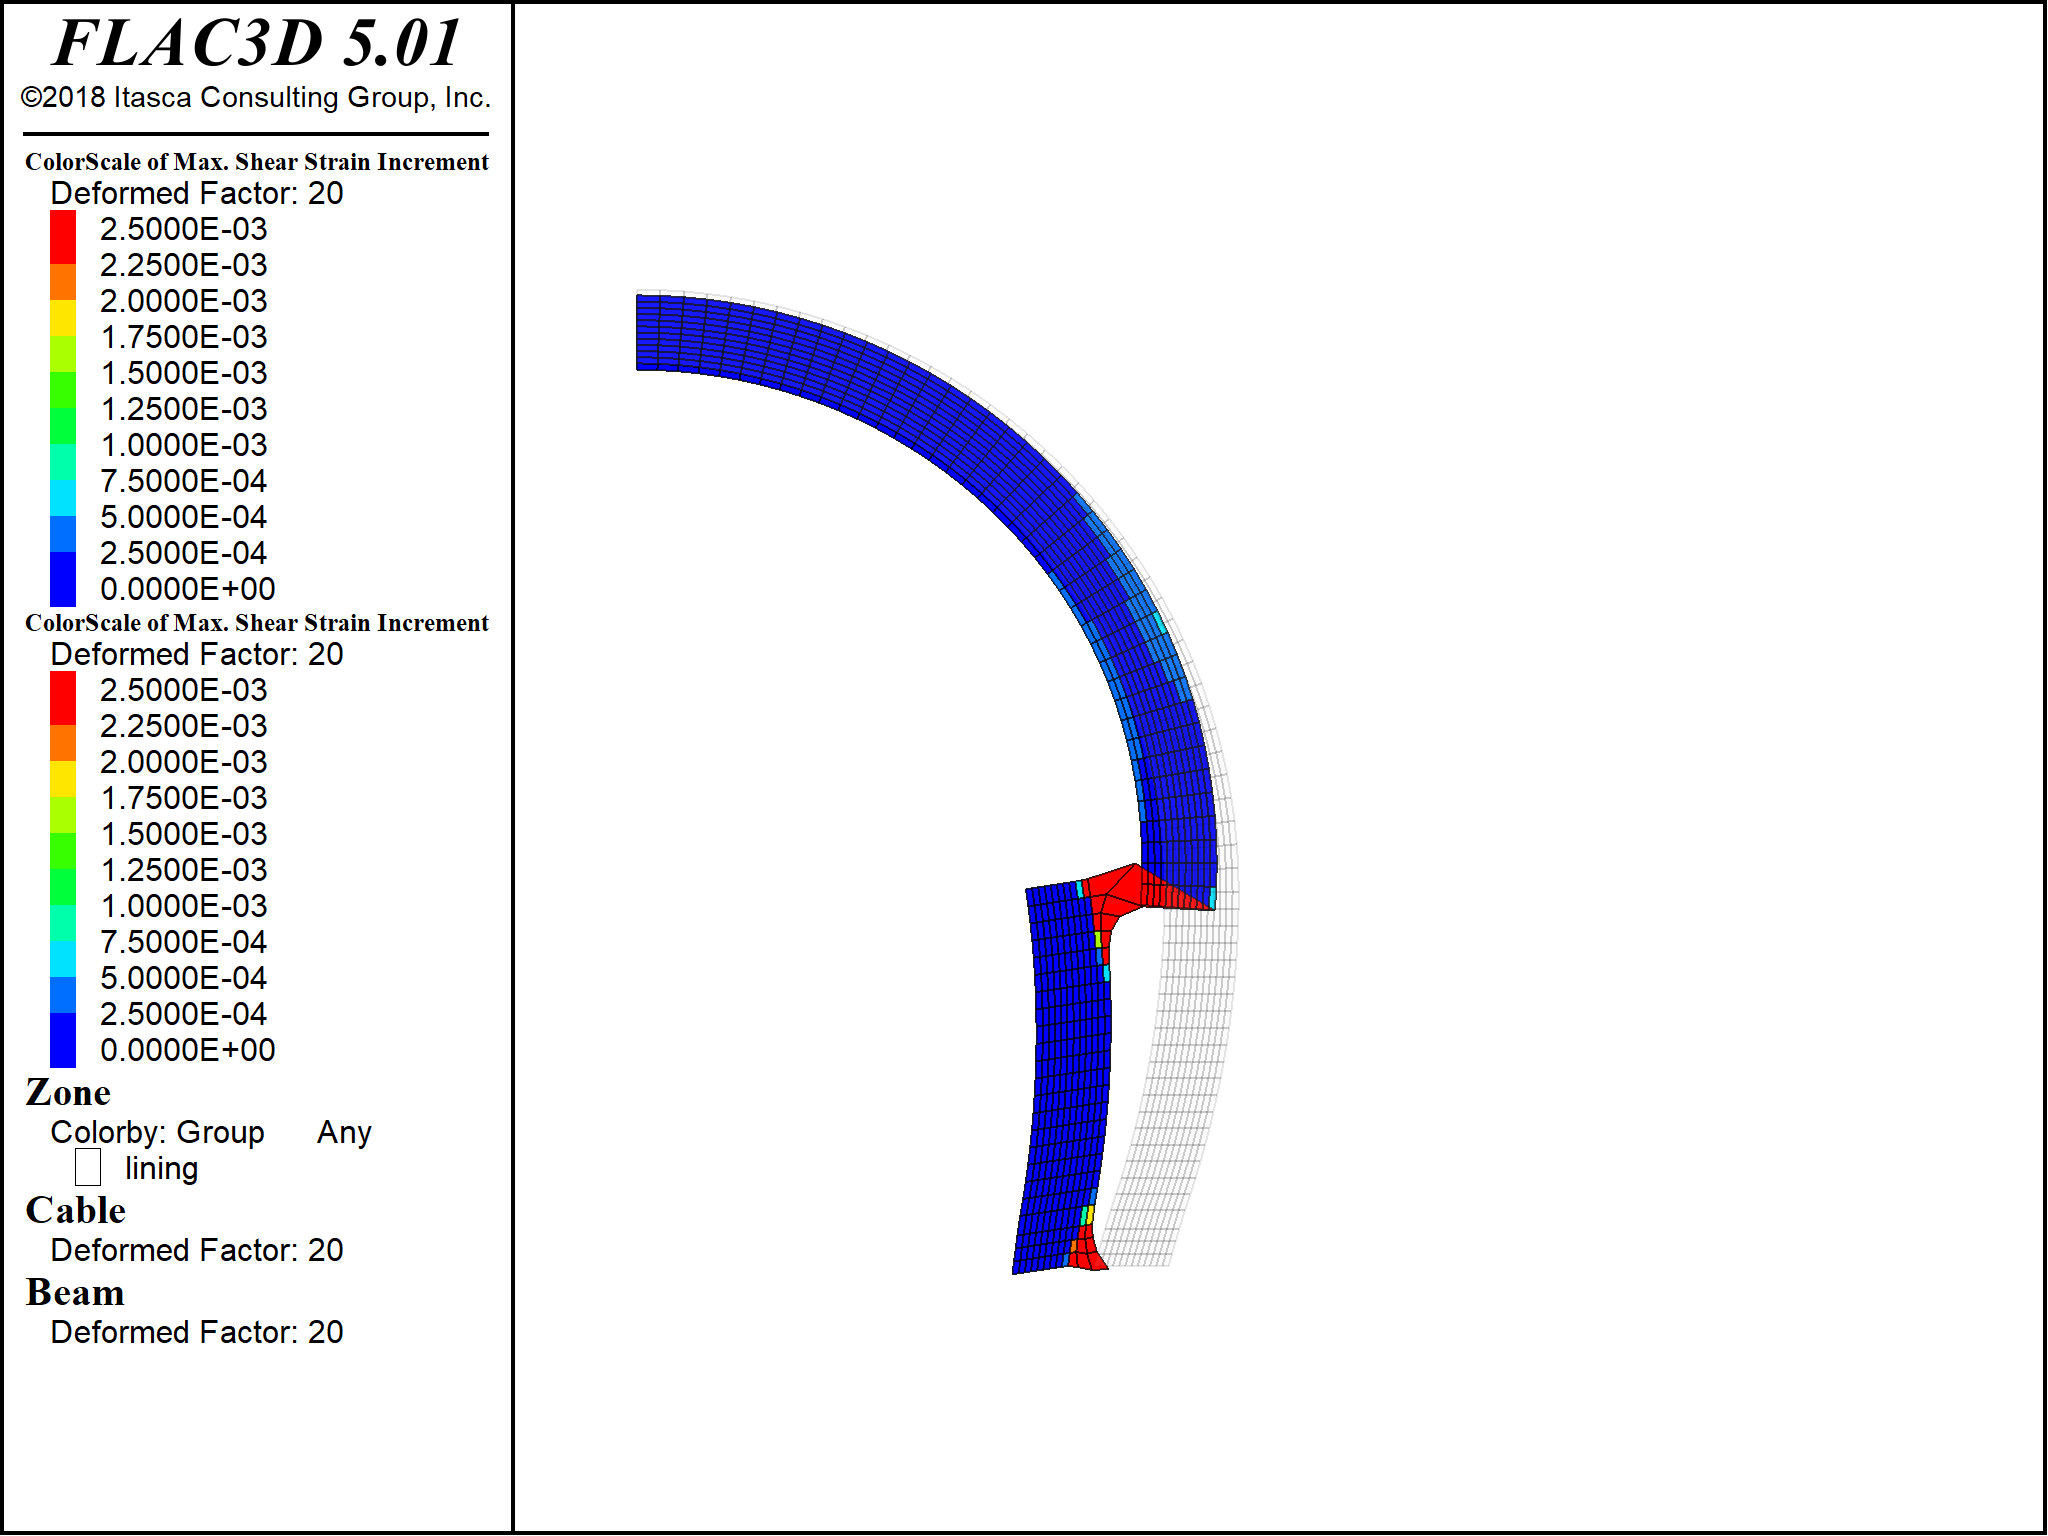 FLAC3D 5.01
©2018 Itasca Consulting Group, Inc.
ColorScale of Max. Shear Strain Increment
Deformed Factor: 20
2.5000E-03
2.2500E-03
2.0000E-03
1.7500E-03
1.5000E-03
1.2500E-03
1.0000E-03
7.5000E-04
5.0000E-04
2.5000E-04
0.0000E+00
ColorScale of Max. Shear Strain Increment
Deformed Factor: 20
2.5000E-03
2.2500E-03
2.0000E-03
1.7500E-03
1.5000E-03
1.2500E-03
1.0000E-03
7.5000E-04
5.0000E-04
2.5000E-04
0.0000E+00
Zone
Colorby: Group Any
lining
Cable
Deformed Factor: 20
Beam
Deformed Factor: 20